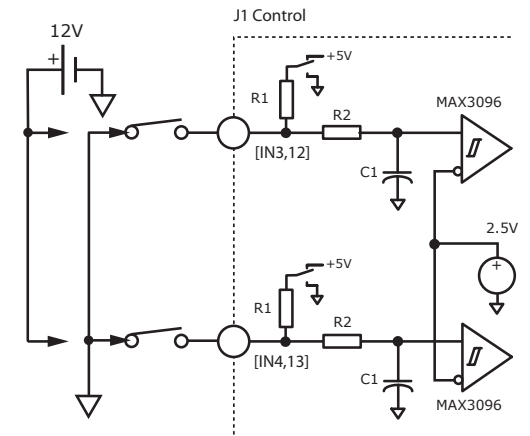 J1 Control
12V
+
+5V
R1
R2
MAX3096
[IN3,12]
C1
2.5V
+
+5V
R1
R2
[IN4,13]
C1
MAX3096